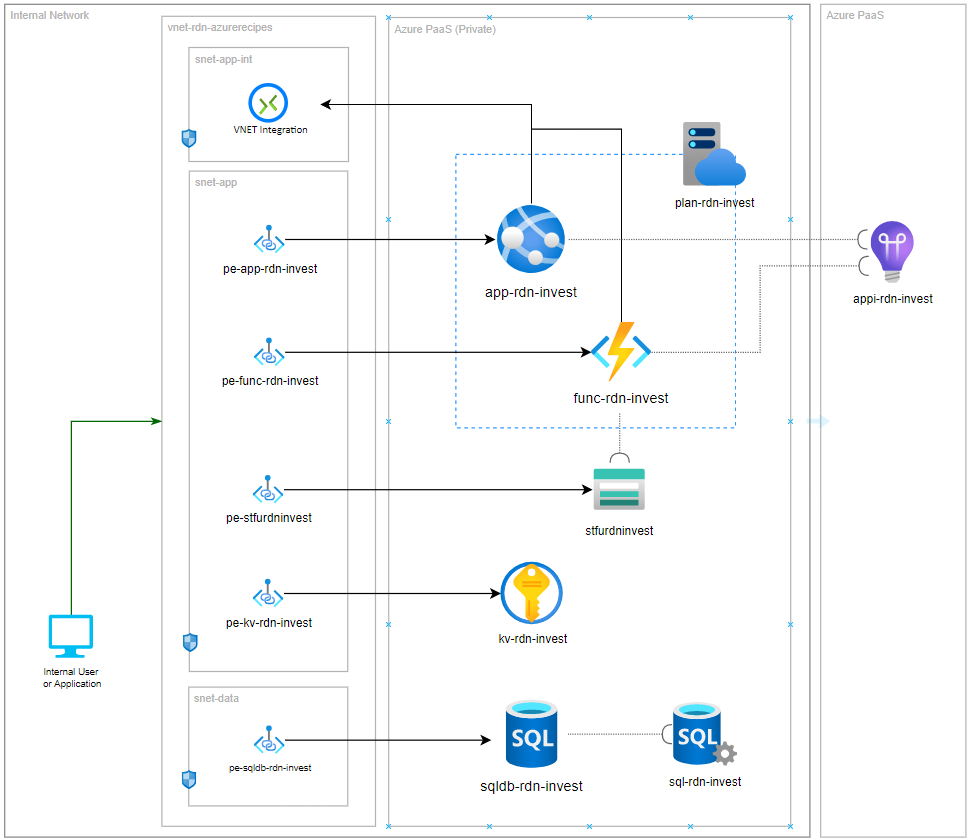 Internal Network
vnet-rdn-azurerecipes
Azure PaaS (Private)
Azure PaaS
snet-app-int
VNET Integration
plan-rdn-invest
snet-app
pe-app-rdn-invest
app-rdn-invest
appi-rdn-invest
pe-func-rdn-invest
func-rdn-invest
pe-stfurdninvest
stfurdninvest
pe-kv-rdn-invest
kv-rdn-invest
Internal User
or Application
snet-data
pe-sqldb-rdn-invest
SQL
sqldb-rdn-invest
SQL
sql-rdn-invest